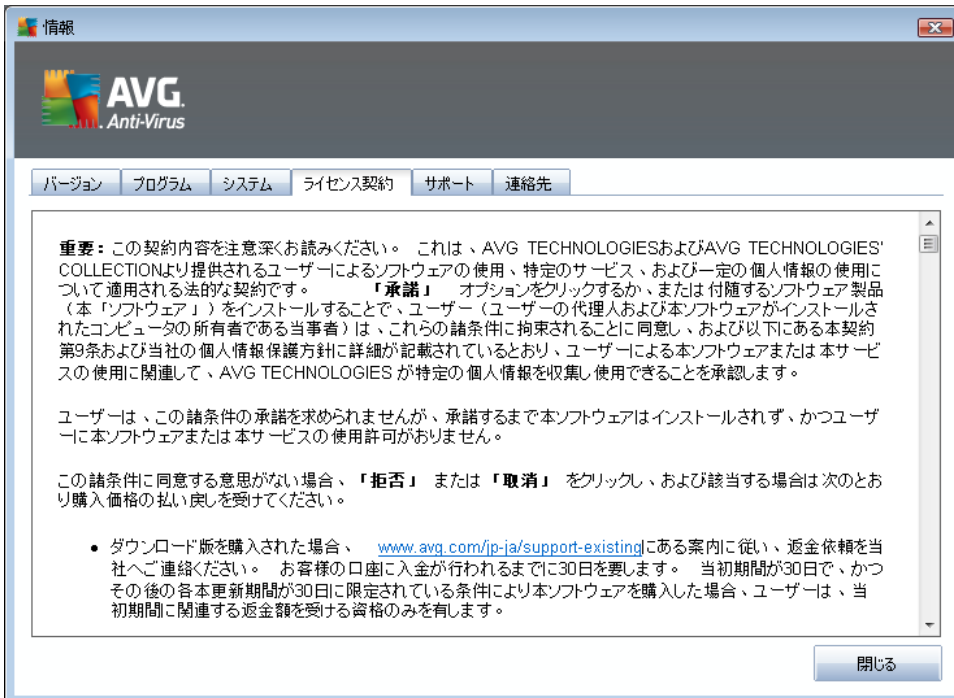 情報
AVG.
Anti-Virus
バージョン プログラム システム ライセンス契約 サポート 連絡先
重要： この契約内容を注意深くお読みください。 これは、AVG TECHNOLOGIESおよびAVG TECHNOLOGIES'
COLLECTIONより提供されるユーザーによるソフトウェアの使用、特定のサービス、および一定の個人情報の使用に
ついて適用される法的な契約です。 「承諾」 オプションをクリックするか、または付随するソフトウェア製品
（本「ソフトウェア」）をインストールすることで、ユーザー（ユーザーの代理人および本ソフトウェアがインストールさ
れたコンピュータの所有者である当事者）は、これらの諸条件に拘束されることに同意し、および以下にある本契約
第9条および当社の個人情報保護方針に詳細が記載されているとおり、ユーザーによる本ソフトウェアまたは本サービ
スの使用に関連して、AVG TECHNOLOGIES が特定の個人情報を収集し使用できることを承認します。
ユーザーは、この諸条件の承諾を求められませんが、承諾するまで本ソフトウェアはインストールされず、かつユーザ
ーに本ソフトウェアまたは本サービスの使用許可がおりません。
この諸条件に同意する意思がない場合、「拒否」 または「取消」 をクリックし、および該当する場合は次のとお
り購入価格の払い戻しを受けてください。
• ダウンロード版を購入された場合、 www.avg.com/jp-ja/support-existingにある案内に従い、返金依頼を当
社へご連絡ください。 お客様の口座に入金が行われるまでに30日を要します。 当初期間が30日で、かつ
その後の各本更新期間が30日に限定されている条件により本ソフトウェアを購入した場合、ユーザーは、当
初期間に関連する返金額を受ける資格のみを有します。
閉じる